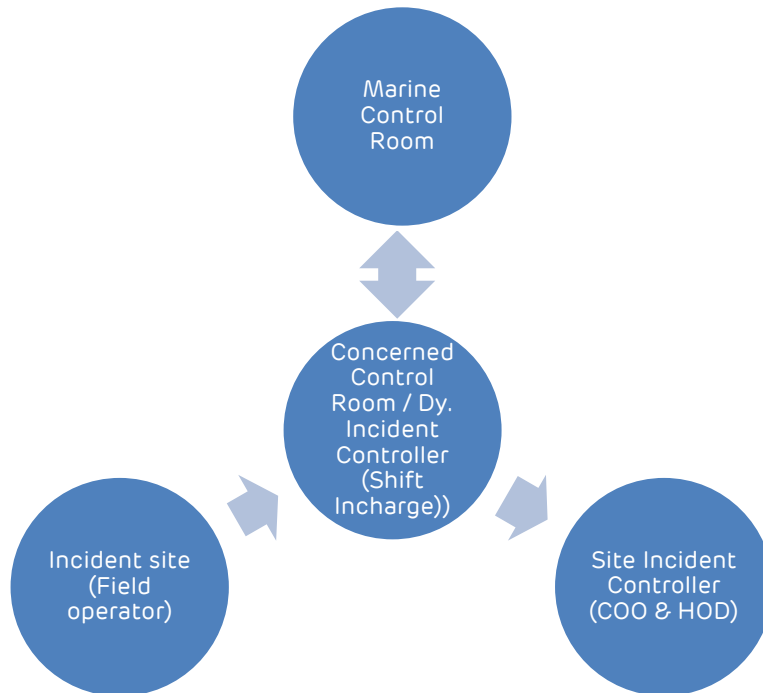 Marine
Control
Room
Concerned
Control
Room / Dy.
Incident
Controller
(Shift
Incharge))
Incident site
(Field
operator)
Site Incident
Controller
(COO & HOD)